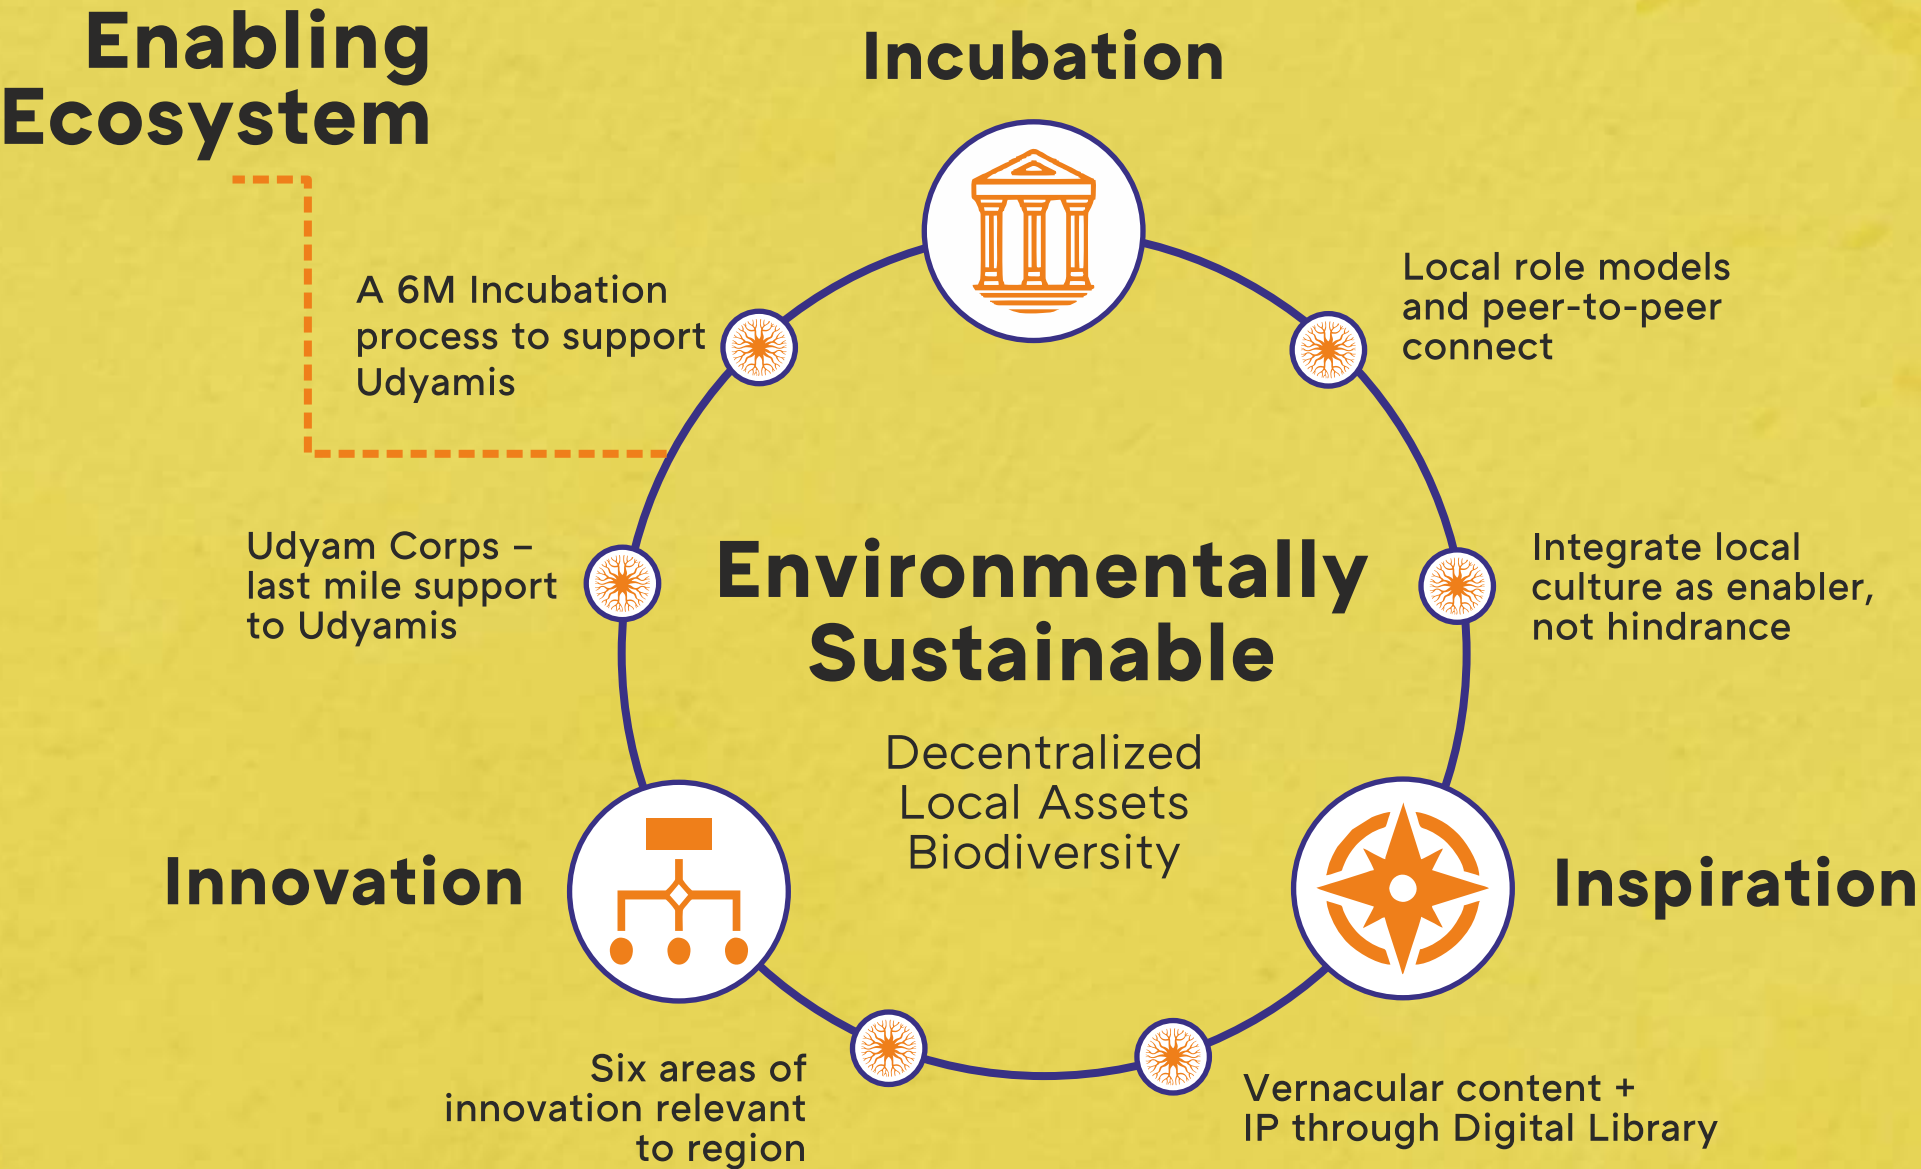 Enabling
Ecosystem
Incubation
A 6M Incubation
process to support
Udyamis
Local role models
and peer-to-peer
connect
Udyam Corps –
last mile support
to Udyamis
Environmentally
Sustainable
Decentralized
Local Assets
Biodiversity
Integrate local
culture as enabler,
not hindrance
Innovation
Inspiration
Six areas of
innovation relevant
to region
Vernacular content +
IP through Digital Library